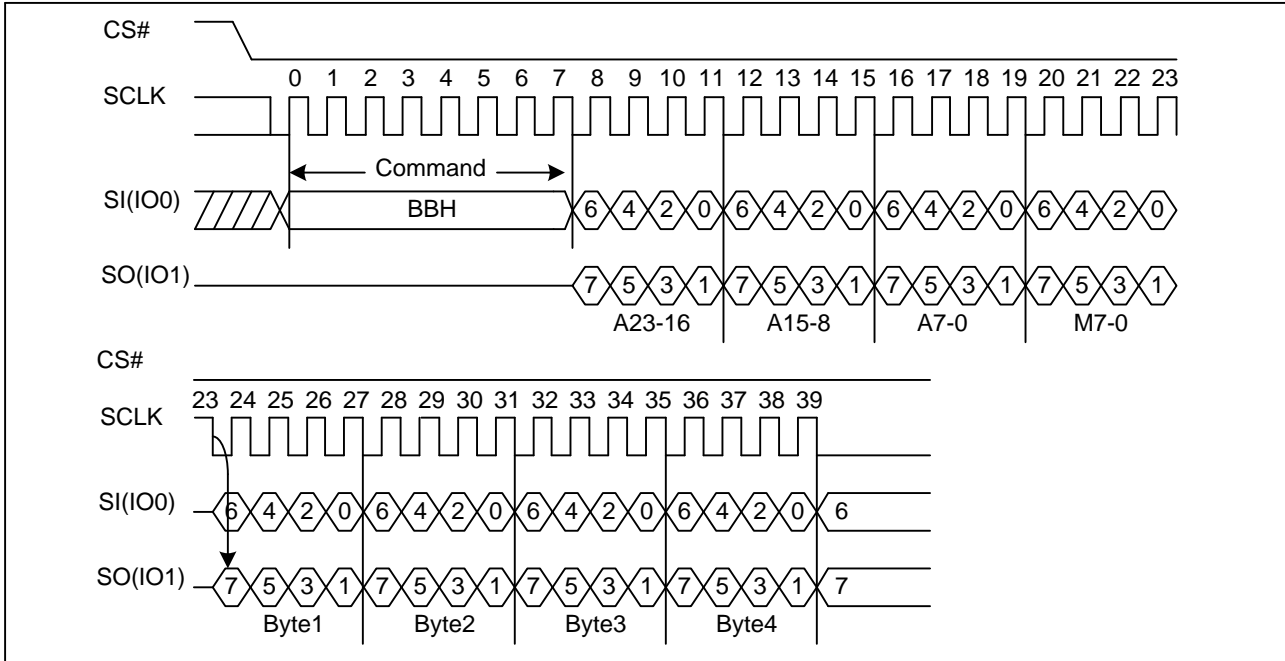 CS#
0 1 2 3 4 5 6 7 8 9 10 11 12 13 14 15 16 17 18 19 20 21 22 23
SCLK
Command
SI(IO0) BBH 6 4 2 0 6 4 2 0 6 4 2 0 6 4 2 0
SO(IO1) 7 5 3 1 7 5 3 1 7 5 3 1 7 5 3 1
A23-16 A15-8 A7-0 M7-0
CS#
23 24 25 26 27 28 29 30 31 32 33 34 35 36 37 38 39
SCLK
SI(IO0) 6 4 2 0 6 4 2 0 6 4 2 0 6 4 2 0 6
SO(IO1) 7 5 3 1 7 5 3 1 7 5 3 1 7 5 3 1 7
Byte1 Byte2 Byte3 Byte4